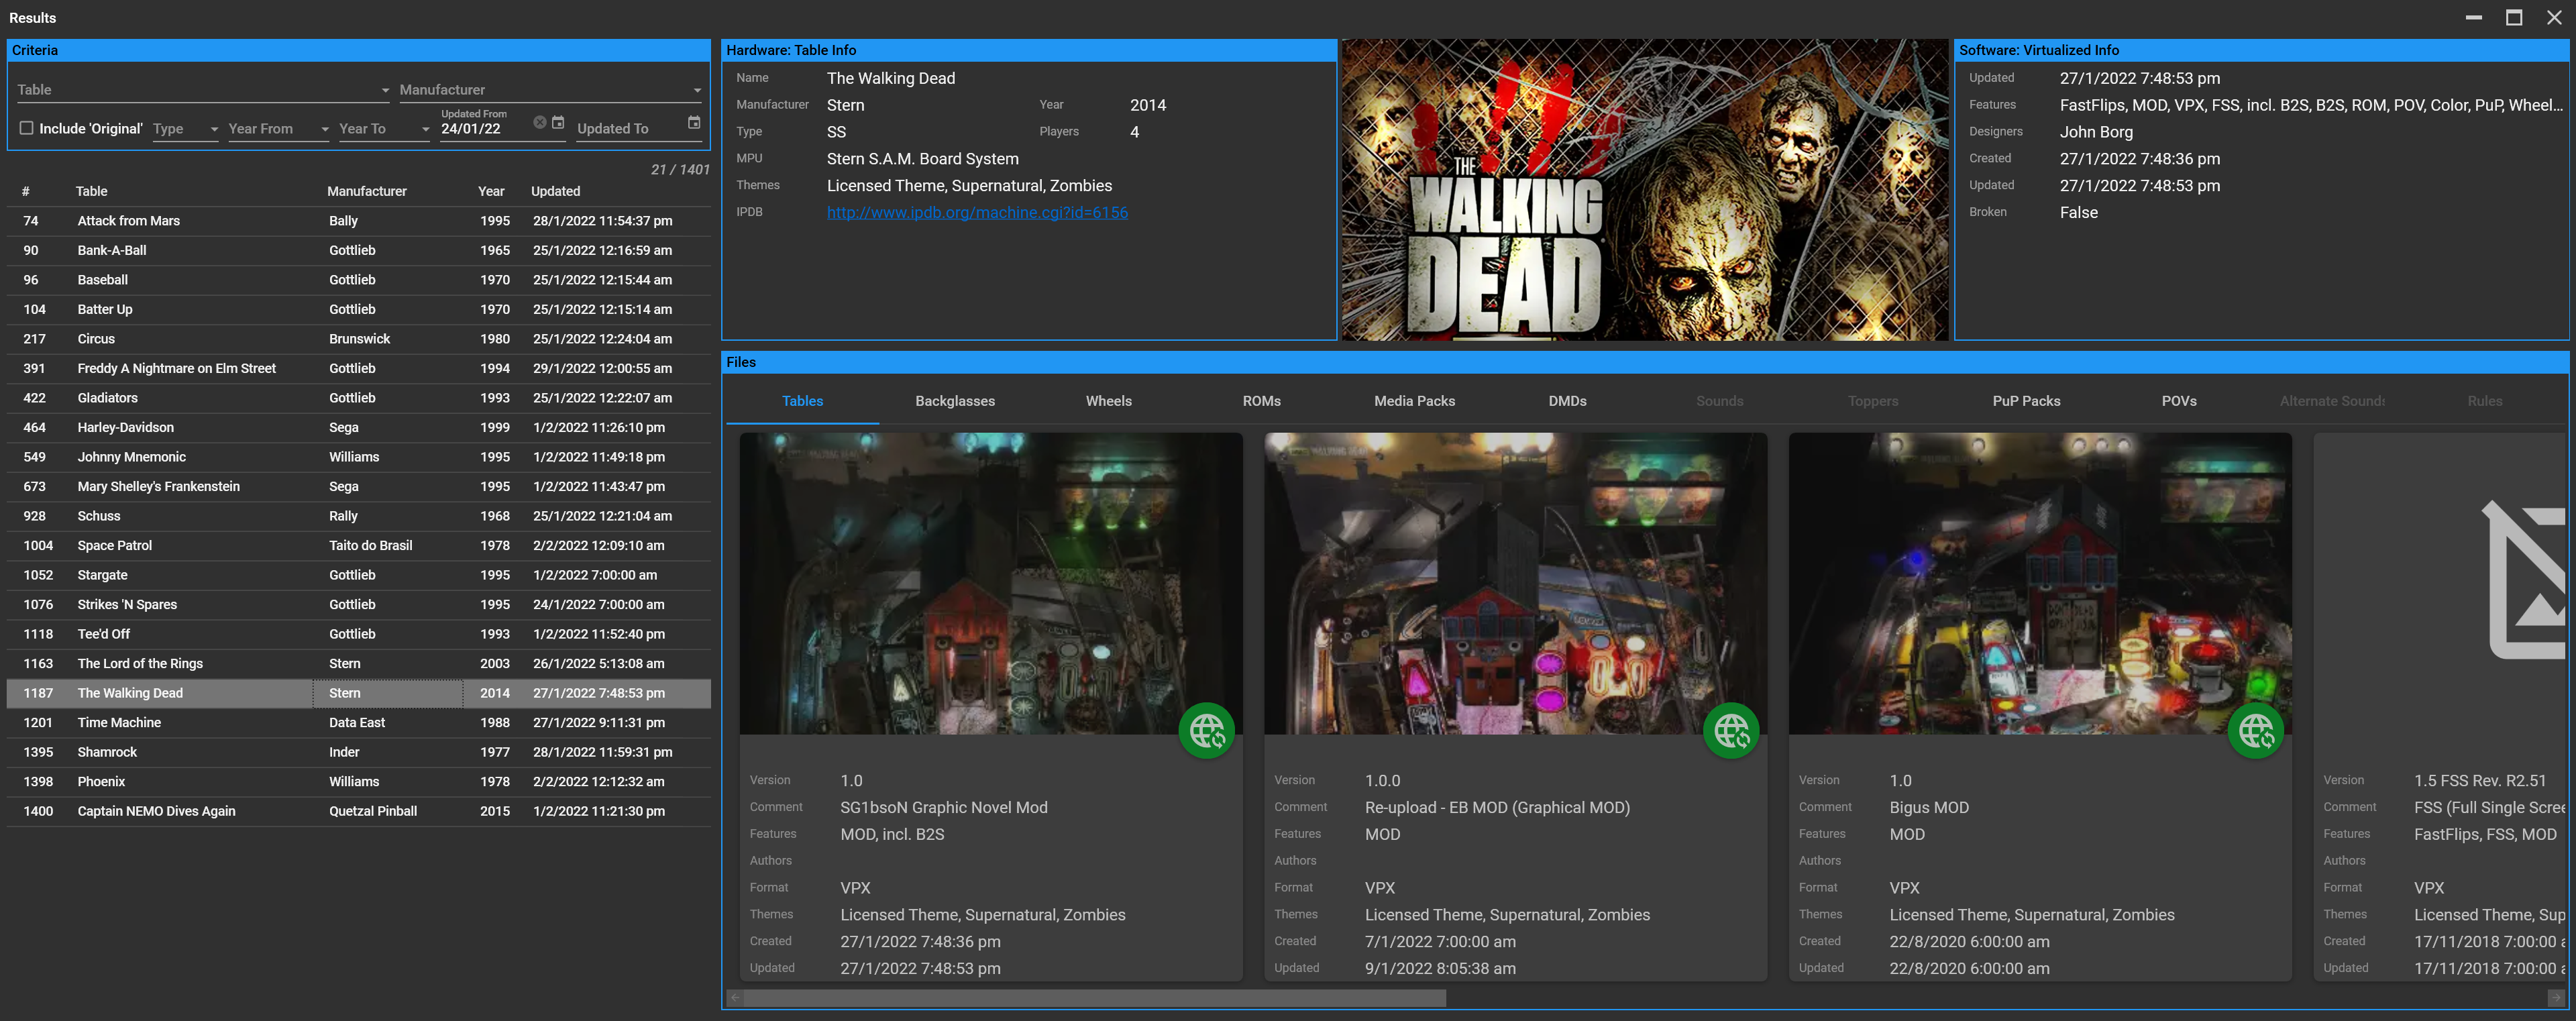 Results
Criteria
Table
Manufacturer
Include 'Original'
Type
Year From
Year To
Updated From
24/01/22
Updated To
21 / 1401
# Table Manufacturer Year Updated
74 Attack from Mars Bally 1995 28/1/2022 11:54:37 pm
90 Bank-A-Ball Gottlieb 1965 25/1/2022 12:16:59 am
96 Baseball Gottlieb 1970 25/1/2022 12:15:44 am
104 Batter Up Gottlieb 1970 25/1/2022 12:15:14 am
217 Circus Brunswick 1980 25/1/2022 12:24:04 am
391 Freddy A Nightmare on Elm Street Gottlieb 1994 29/1/2022 12:00:55 am
422 Gladiators Gottlieb 1993 25/1/2022 12:22:07 am
464 Harley-Davidson Sega 1999 1/2/2022 11:26:10 pm
549 Johnny Mnemonic Williams 1995 1/2/2022 11:49:18 pm
673 Mary Shelley's Frankenstein Sega 1995 1/2/2022 11:43:47 pm
928 Schuss Rally 1968 25/1/2022 12:21:04 am
1004 Space Patrol Taito do Brasil 1978 2/2/2022 12:09:10 am
1052 Stargate Gottlieb 1995 1/2/2022 7:00:00 am
1076 Strikes 'N Spares Gottlieb 1995 24/1/2022 7:00:00 am
1118 Tee'd Off Gottlieb 1993 1/2/2022 11:52:40 pm
1163 The Lord of the Rings Stern 2003 26/1/2022 5:13:08 am
1187 The Walking Dead Stern 2014 27/1/2022 7:48:53 pm
1201 Time Machine Data East 1988 27/1/2022 9:11:31 pm
1395 Shamrock Inder 1977 28/1/2022 11:59:31 pm
1398 Phoenix Williams 1978 2/2/2022 12:12:32 am
1400 Captain NEMO Dives Again Quetzal Pinball 2015 1/2/2022 11:21:30 pm
Hardware: Table Info
Name The Walking Dead
Manufacturer Stern Year 2014
Type SS Players 4
MPU Stern S.A.M. Board System
Themes Licensed Theme, Supernatural, Zombies
IPDB http://www.ipdb.org/machine.cgi?id=6156
THE
WALKING
DEAD
Software: Virtualized Info
Updated 27/1/2022 7:48:53 pm
Features FastFlips, MOD, VPX, FSS, incl. B2S, B2S, ROM, POV, Color, PuP, Wheel...
Designers John Borg
Created 27/1/2022 7:48:36 pm
Updated 27/1/2022 7:48:53 pm
Broken False
Files
Tables Backglasses Wheels ROMs Media Packs DMDs Sounds Toppers PuP Packs POVs Alternate Sounds Rules
Version 1.0
Comment SG1bsoN Graphic Novel Mod
Features MOD, incl. B2S
Authors
Format VPX
Themes Licensed Theme, Supernatural, Zombies
Created 27/1/2022 7:48:36 pm
Updated 27/1/2022 7:48:53 pm
Version 1.0.0
Comment Re-upload - EB MOD (Graphical MOD)
Features MOD
Authors
Format VPX
Themes Licensed Theme, Supernatural, Zombies
Created 7/1/2022 7:00:00 am
Updated 9/1/2022 8:05:38 am
Version 1.0
Comment Bigus MOD
Features MOD
Authors
Format VPX
Themes Licensed Theme, Supernatural, Zombies
Created 22/8/2020 6:00:00 am
Updated 22/8/2020 6:00:00 am
Version 1.5 FSS Rev. R2.51
Comment FSS (Full Single Scree
Features FastFlips, FSS, MOD
Authors
Format VPX
Themes Licensed Theme, Sup
Created 17/11/2018 7:00:00 a
Updated 17/11/2018 7:00:00 a